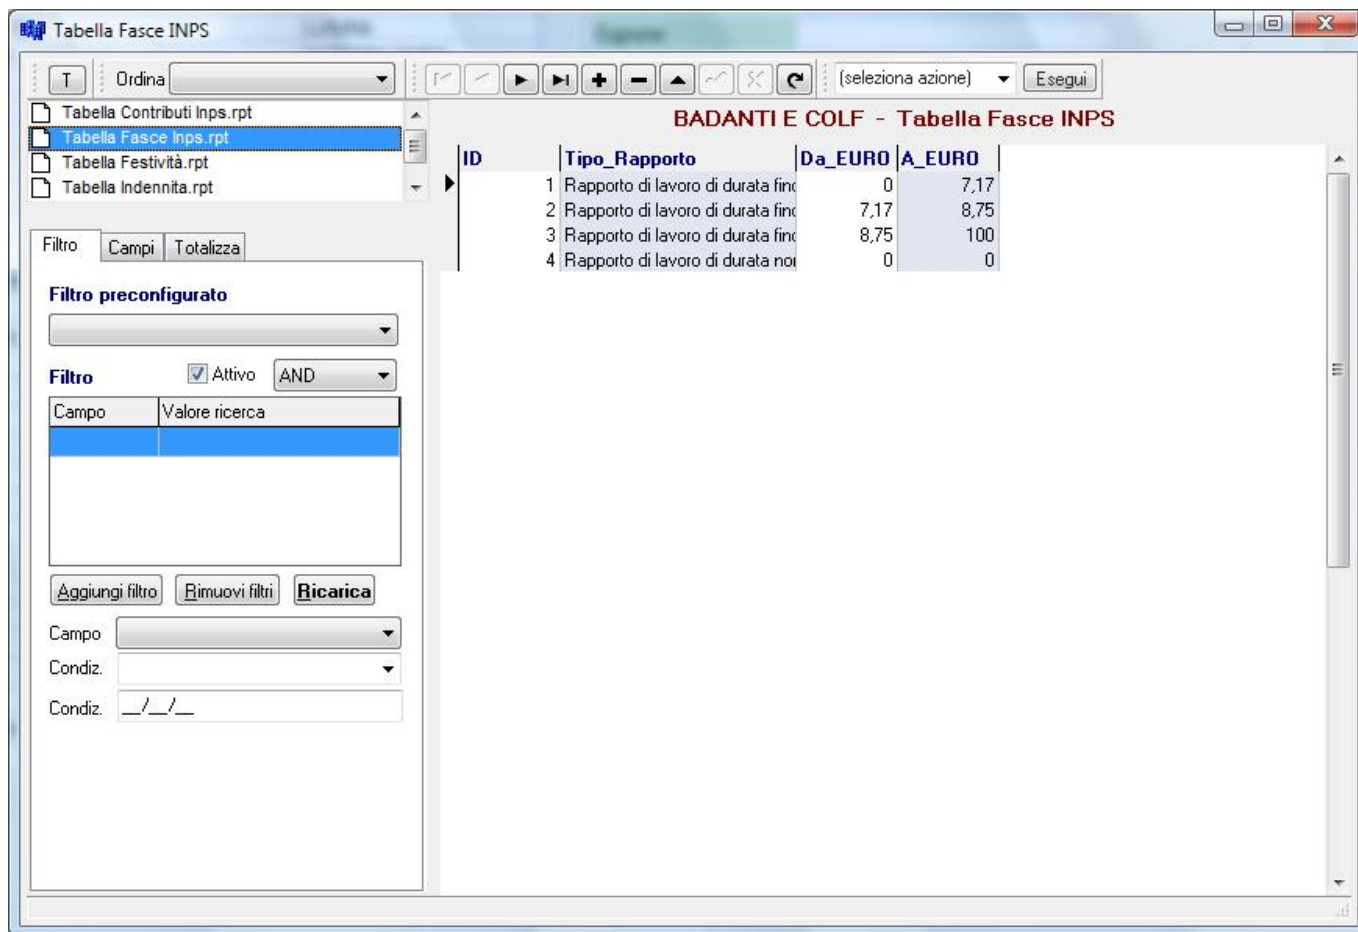 Tabella Fasce INPS
T Ordina (seleziona azione) Esegui
Tabella Contributi Inps.rpt
Tabella Fasce Inps.rpt
Tabella Festività.rpt
Tabella Indennita.rpt
BADANTI E COLF - Tabella Fasce INPS
ID Tipo_Rapporto Da_EURO A_EURO
1 Rapporto di lavoro di durata fino 0 7,17
2 Rapporto di lavoro di durata fino 7,17 8,75
3 Rapporto di lavoro di durata fino 8,75 100
4 Rapporto di lavoro di durata non 0 0
Filtro Campi Totalizza
Filtro preconfigurato
Filtro Attivo AND
Campo Valore ricerca
Aggiungi filtro Rimuovi filtri Ricarica
Campo
Condiz.
Condiz. __/__/__